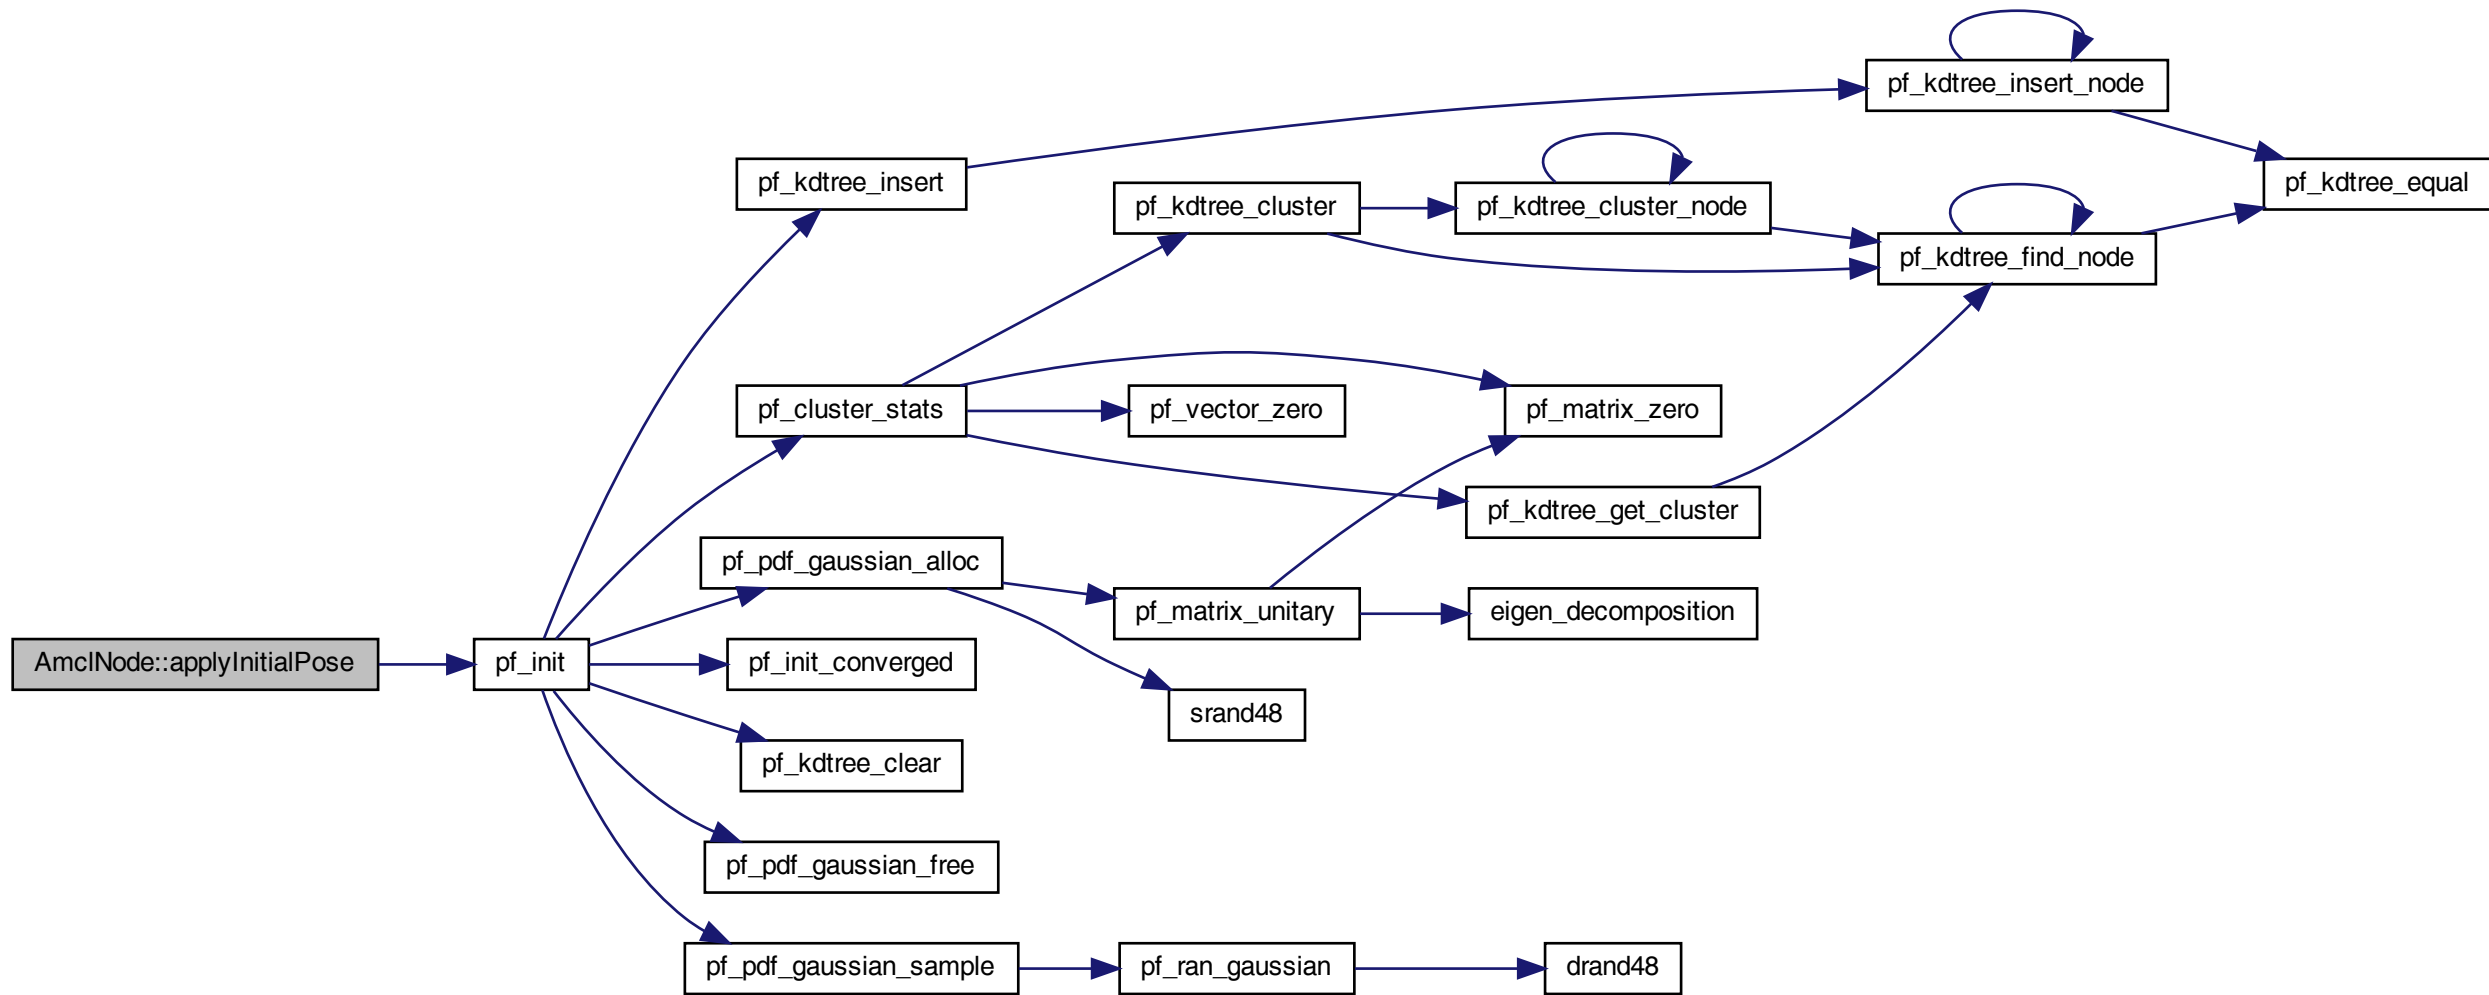 pf_kdtree_insert_node
pf_kdtree_insert
pf_kdtree_equal
pf_kdtree_cluster
pf_kdtree_cluster_node
pf_kdtree_find_node
pf_cluster_stats
pf_vector_zero
pf_matrix_zero
pf_kdtree_get_cluster
pf_pdf_gaussian_alloc
pf_matrix_unitary
eigen_decomposition
AmclNode::applyInitialPose
pf_init
pf_init_converged
srand48
pf_kdtree_clear
pf_pdf_gaussian_free
pf_pdf_gaussian_sample
pf_ran_gaussian
drand48